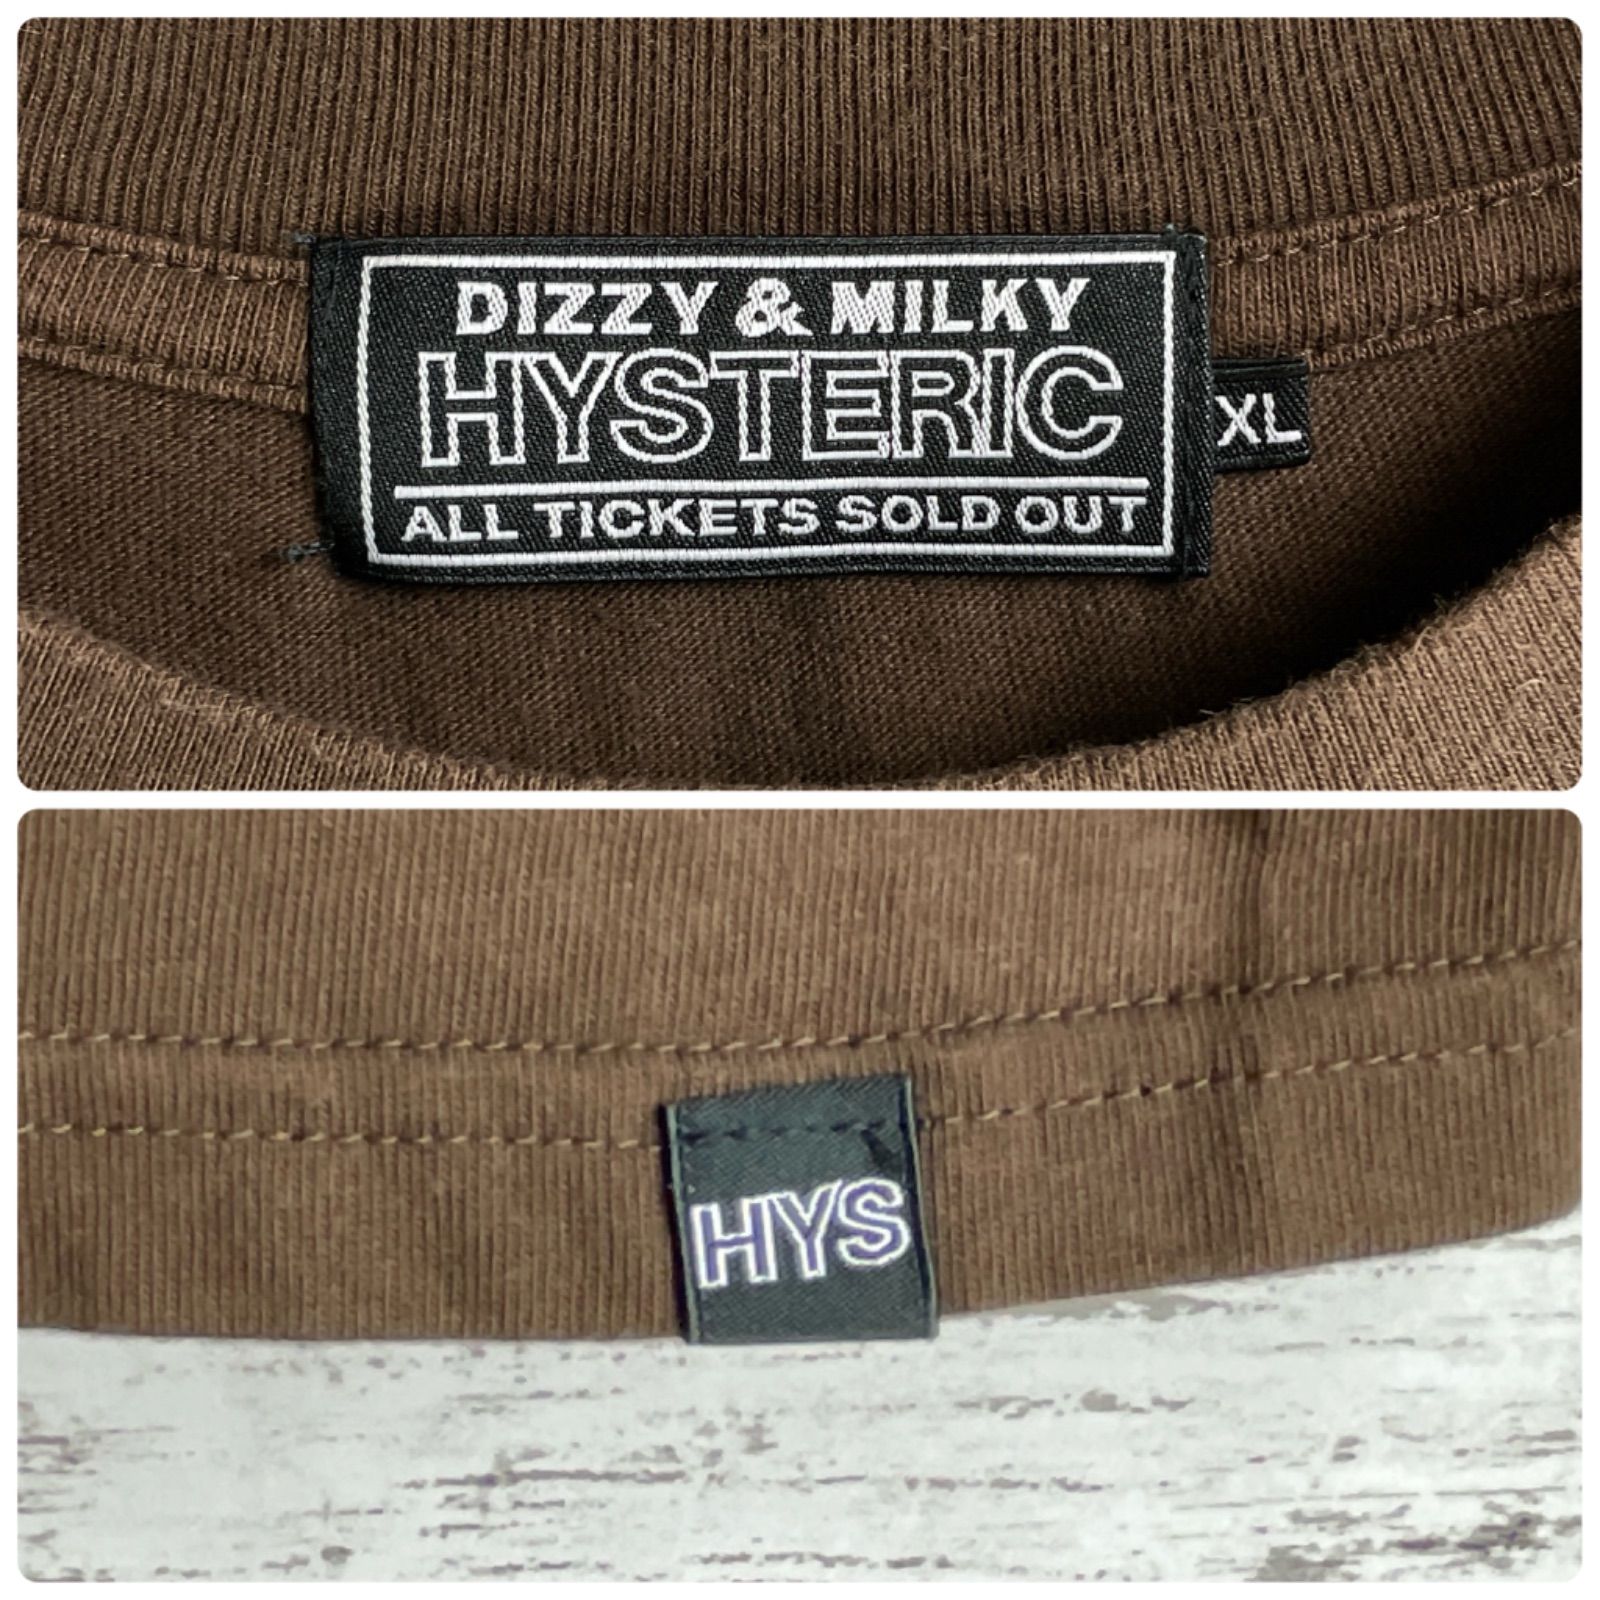 DIZZY & MILKY
HYSTERIC
ALL TICKETS SOLD OUT
XL
HYS